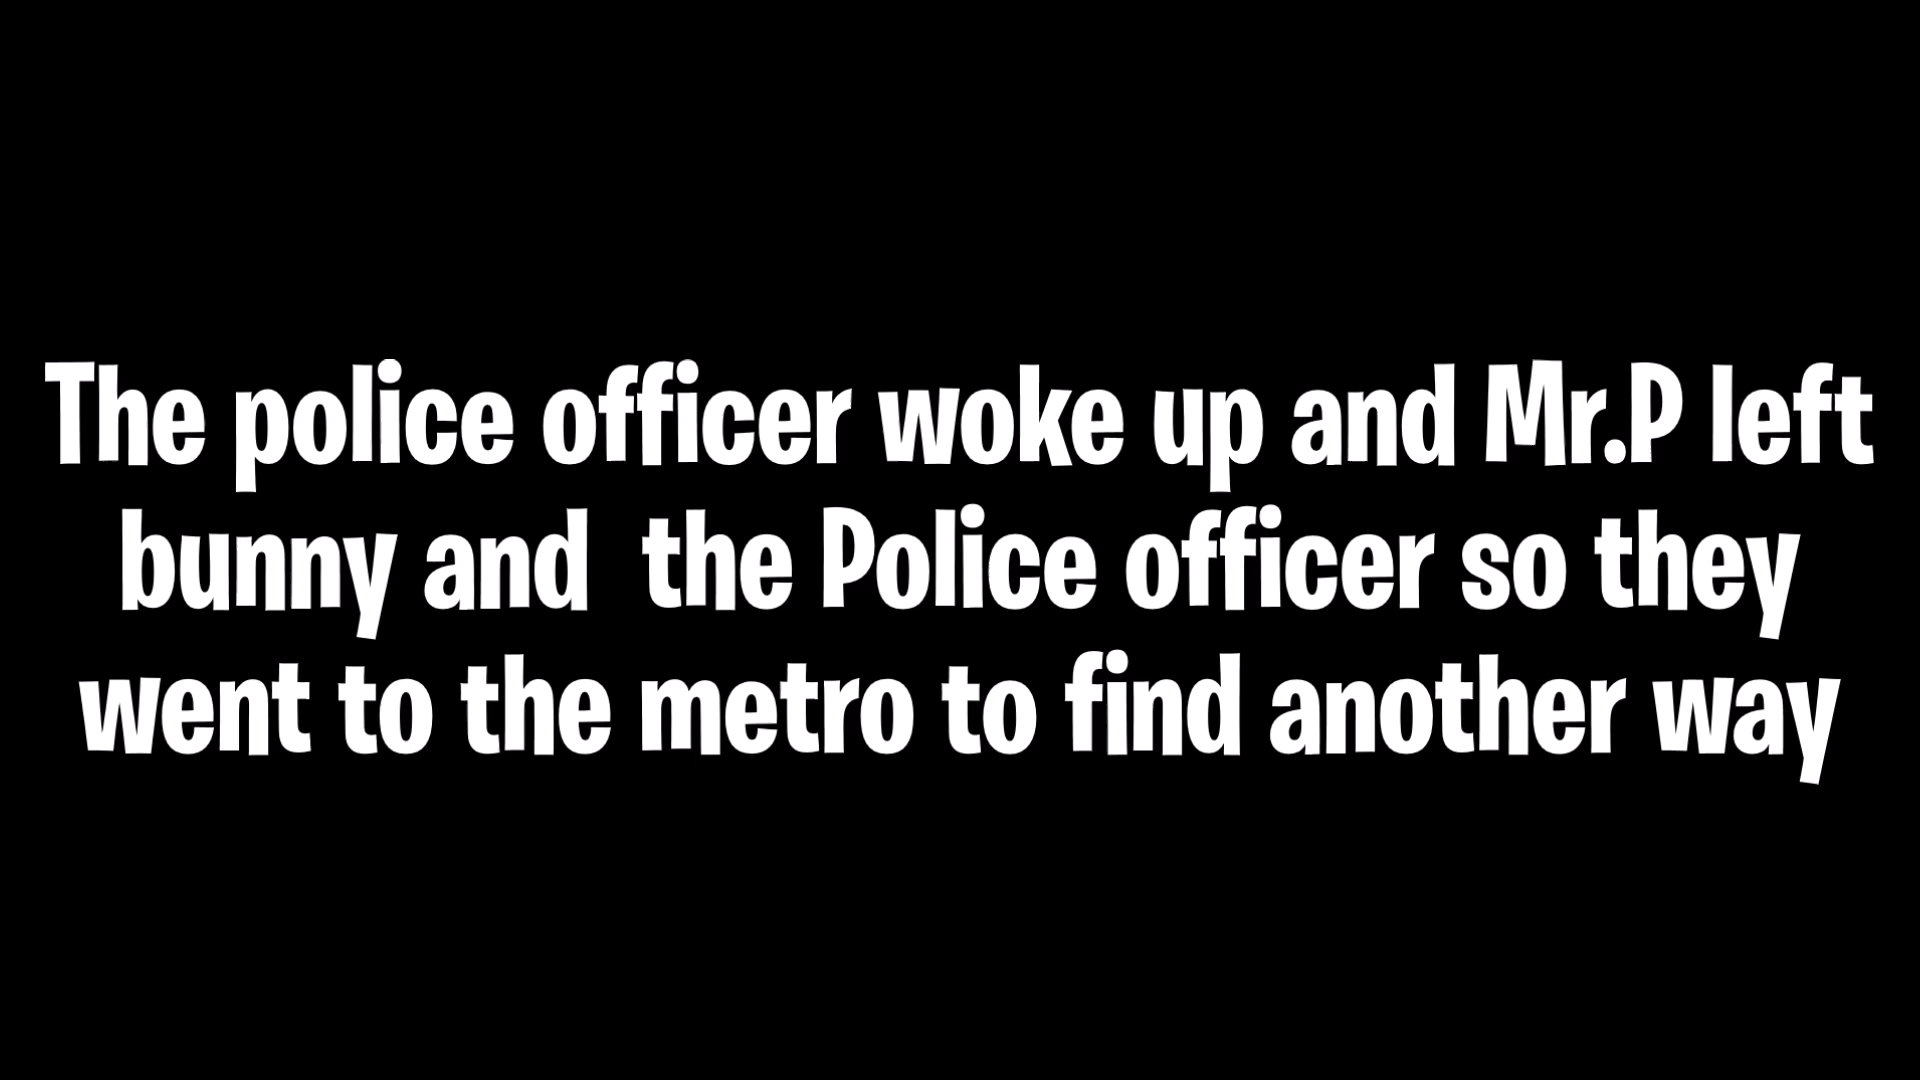 The police officer woke up and Mr.P left
bunny and  the Police officer so they
went to the metro to find another way